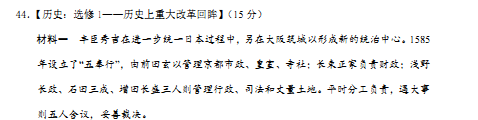 44.【历史：选修 1——历史上重大改革回眸】（15 分）
材料一 丰臣秀吉在进一步统一日本过程中，另在大阪筑城以形成新的统治中心。1585
年设立了“五奉行”，由前田玄以管理京都市政、皇室、寺社；长束正家负责财政；浅野
长政、石田三成、增田长盛三人则管理行政、司法和丈量土地。平时分工负责，遇大事
则五人合议，妥善裁决。